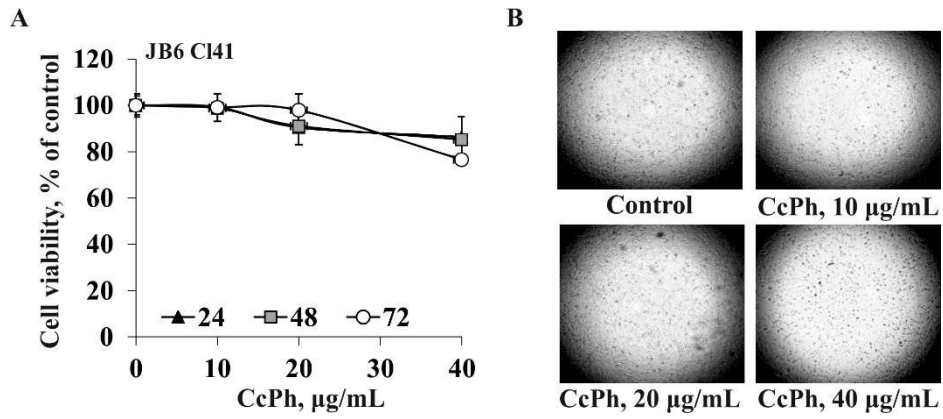 A
JB6 Cl41
Cell viability, % of control
120
100
80
60
40
20
0
24 48 72
0 10 20 30 40
CcPh, μg/mL
B
Control
CcPh, 10 μg/mL
CcPh, 20 μg/mL
CcPh, 40 μg/mL